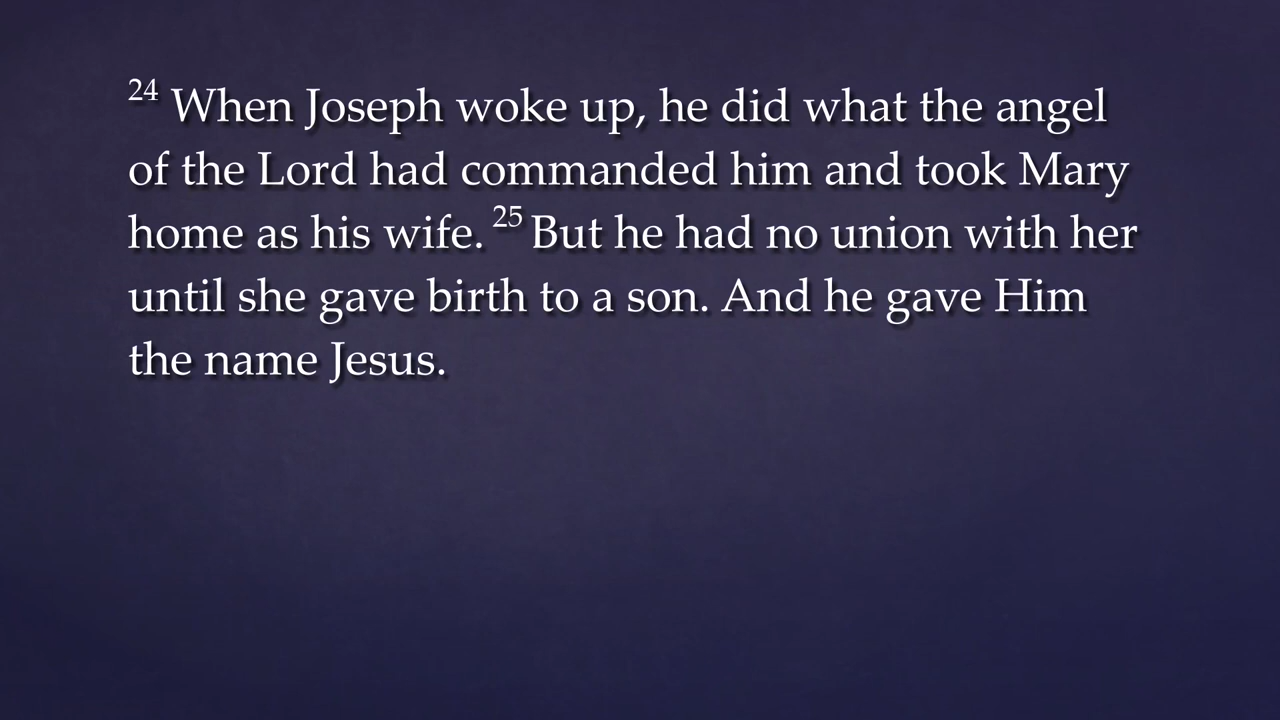 24 When Joseph woke up, he did what the angel
of the Lord had commanded him and took Mary
home as his wife. 25 But he had no union with her
until she gave birth to a son. And he gave Him
the name Jesus.